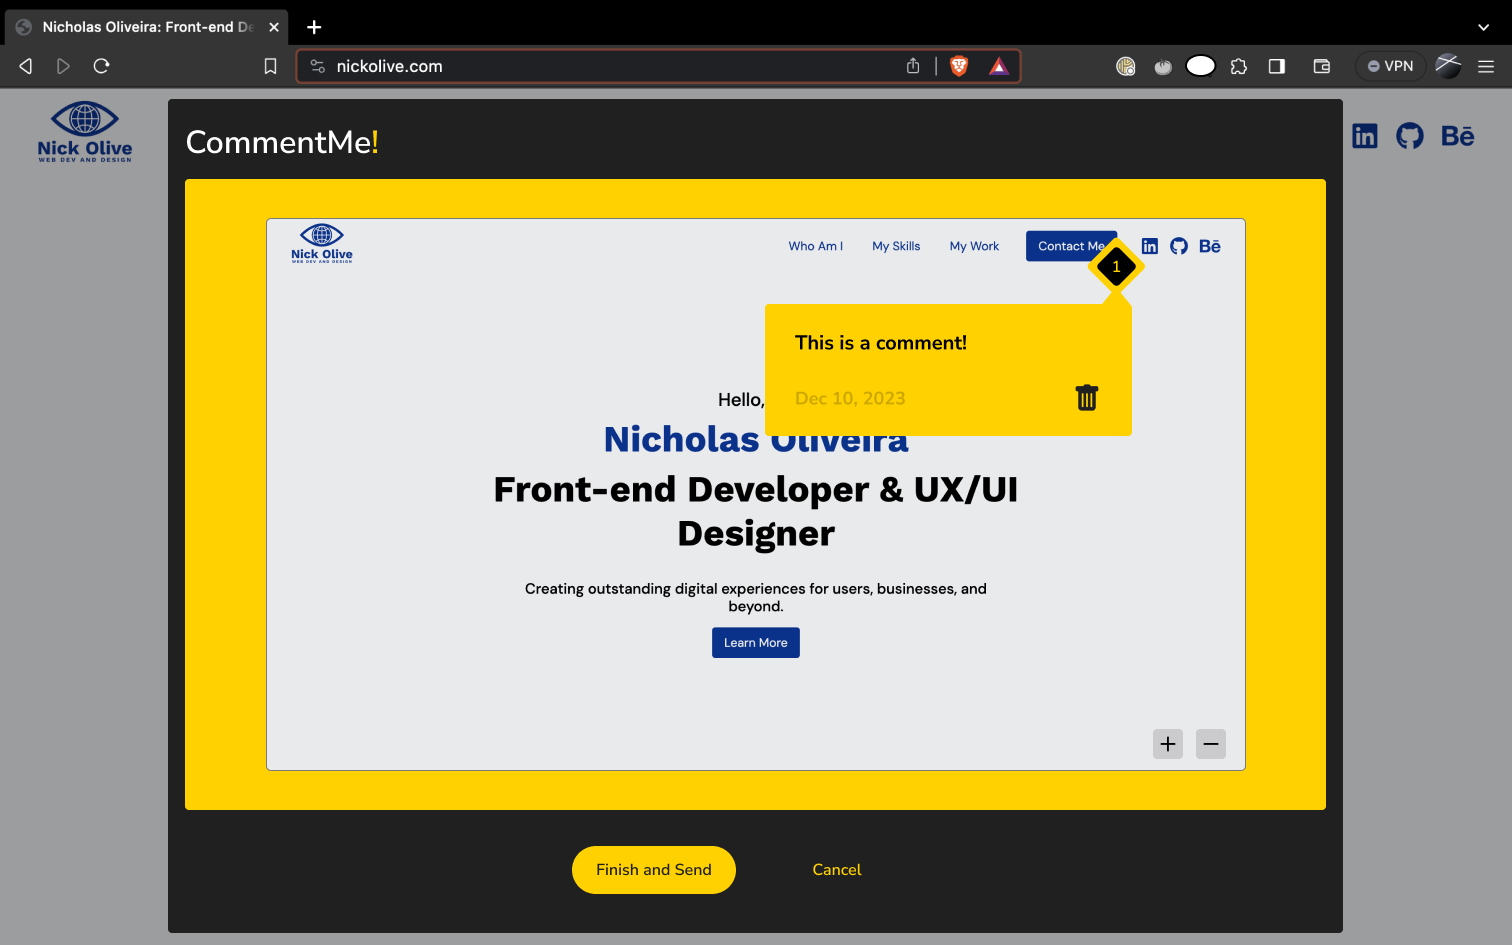 Nicholas Oliveira: Front-end De
nickolive.com
VPN
Nick Olive
WEB DEV AND DESIGN
Bē
CommentMe!
Nick Olive
WEB DEV AND DESIGN
Who Am I
My Skills
My Work
Contact Me
in
Bē
1
This is a comment!
Dec 10, 2023
Hello,
Nicholas Oliveira
Front-end Developer & UX/UI
Designer
Creating outstanding digital experiences for users, businesses, and
beyond.
Learn More
Finish and Send
Cancel